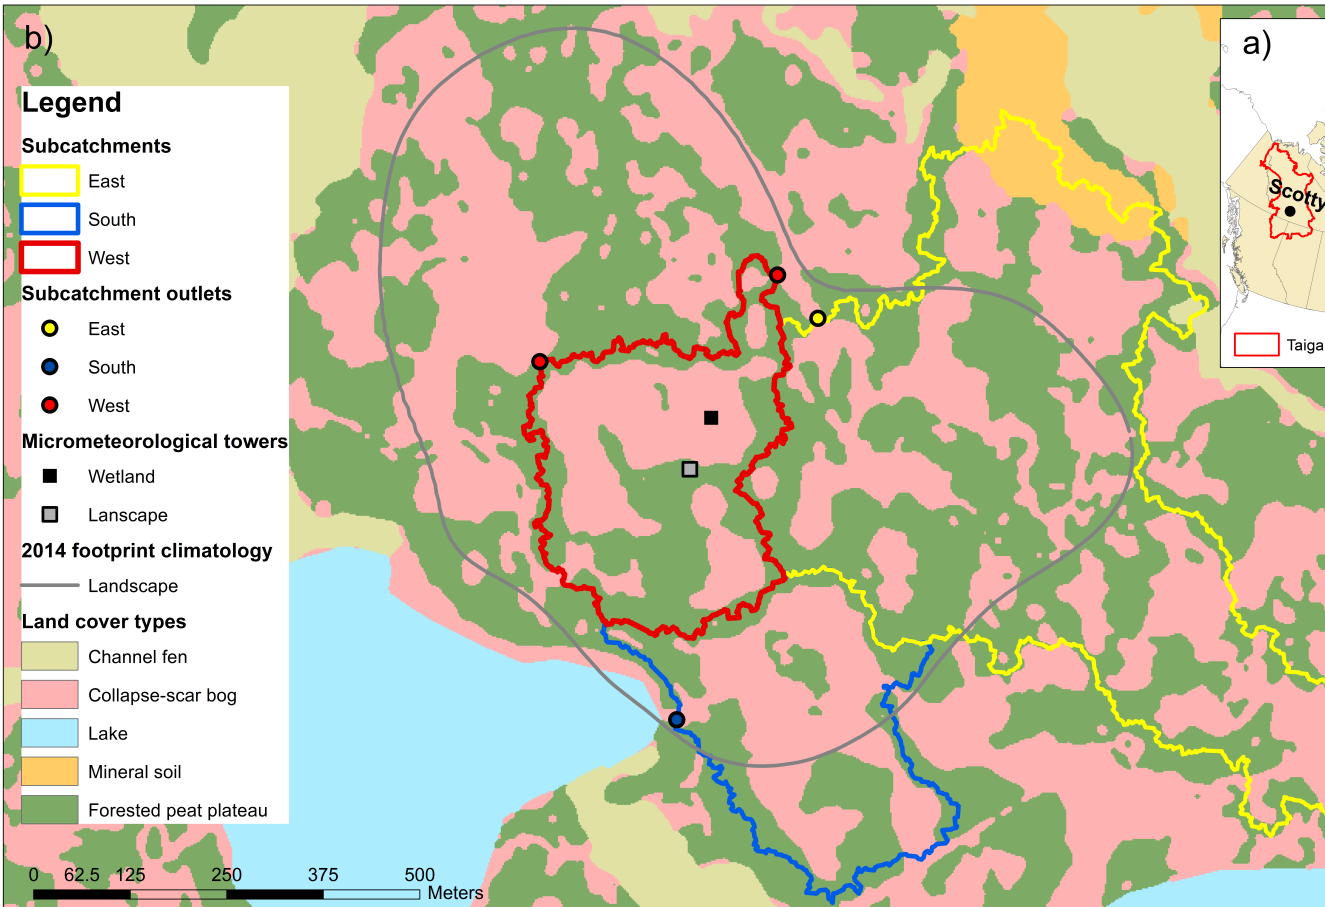 b)
a)
Legend
Subcatchments
East
South
West
Subcatchment outlets
East
South
West
Micrometeorological towers
Wetland
Lanscape
2014 footprint climatology
Landscape
Land cover types
Channel fen
Collapse-scar bog
Lake
Mineral soil
Forested peat plateau
0 62.5 125 250 375 500
Meters
Scotty
Taiga